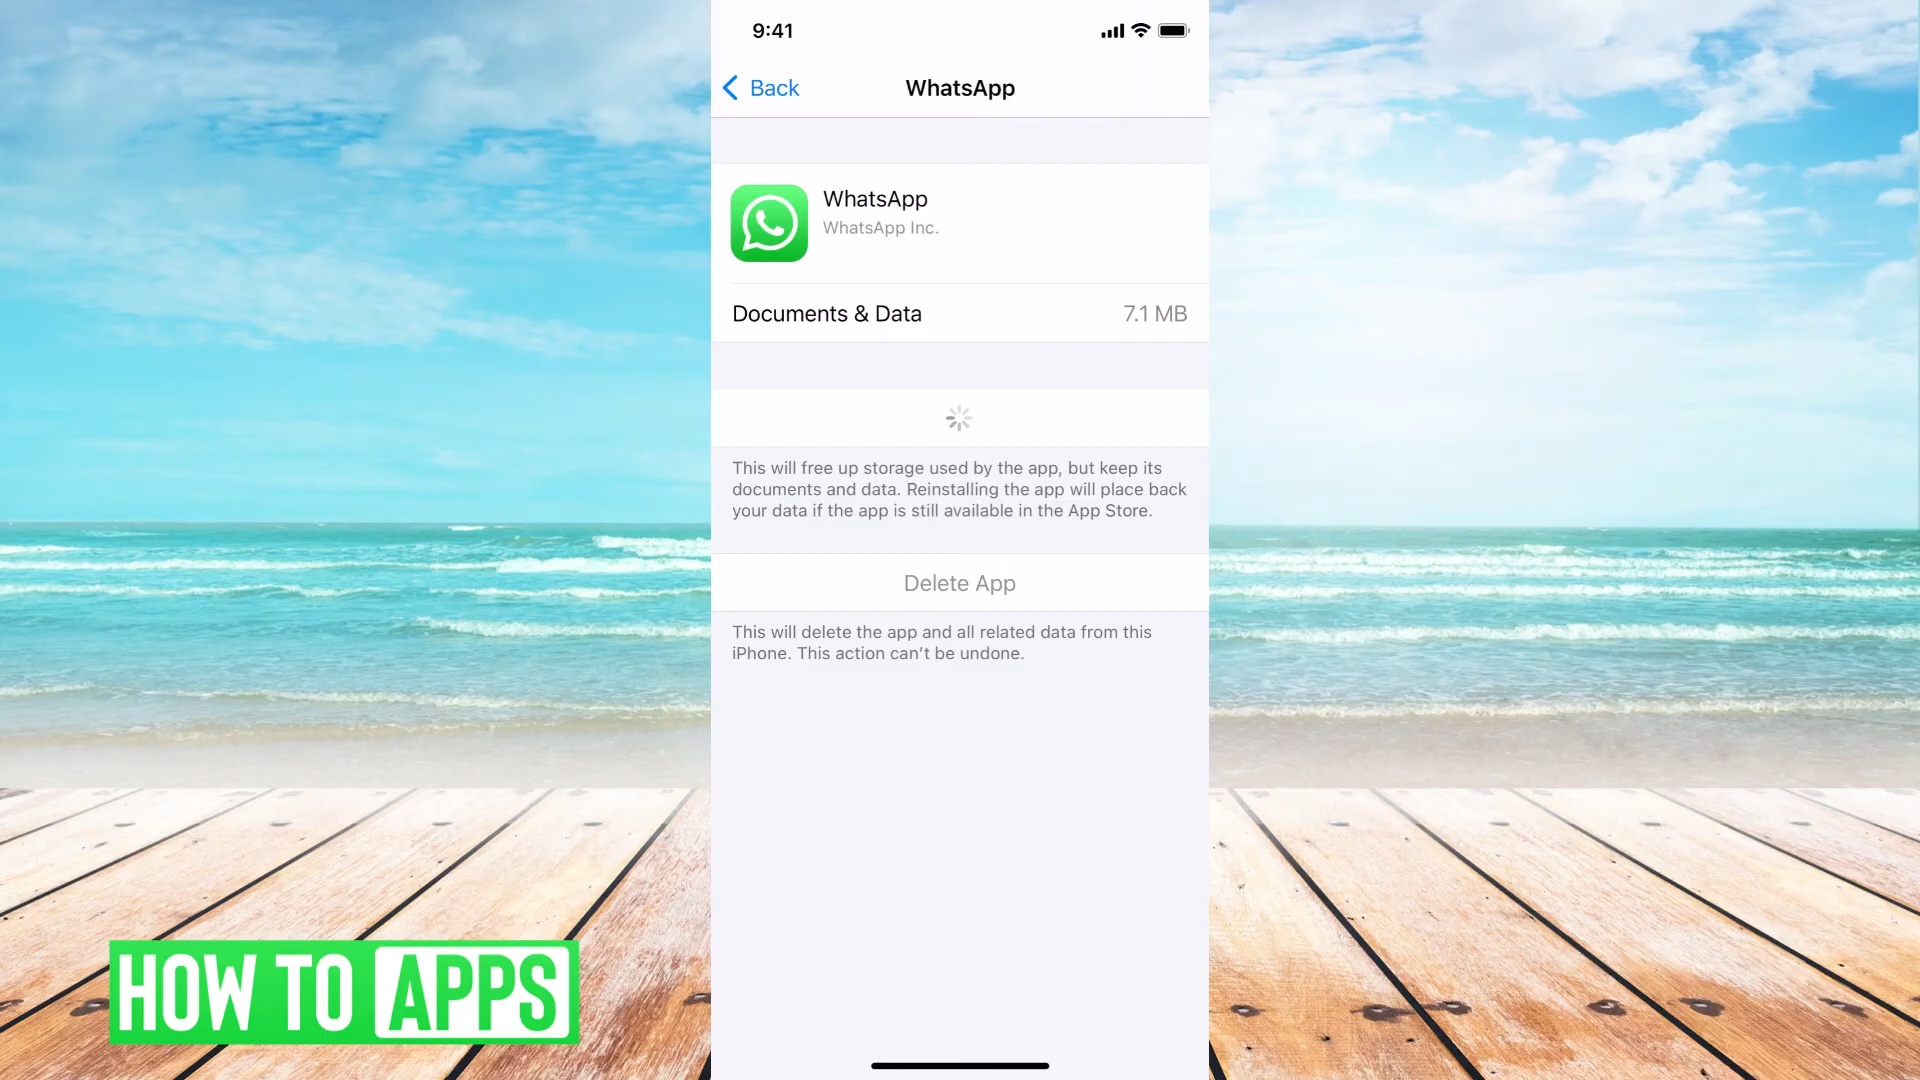 9:41
Back
WhatsApp
WhatsApp
WhatsApp Inc.
Documents & Data 7.1 MB
This will free up storage used by the app, but keep its
documents and data. Reinstalling the app will place back
your data if the app is still available in the App Store.
Delete App
This will delete the app and all related data from this
iPhone. This action can’t be undone.
HOW TO APPS